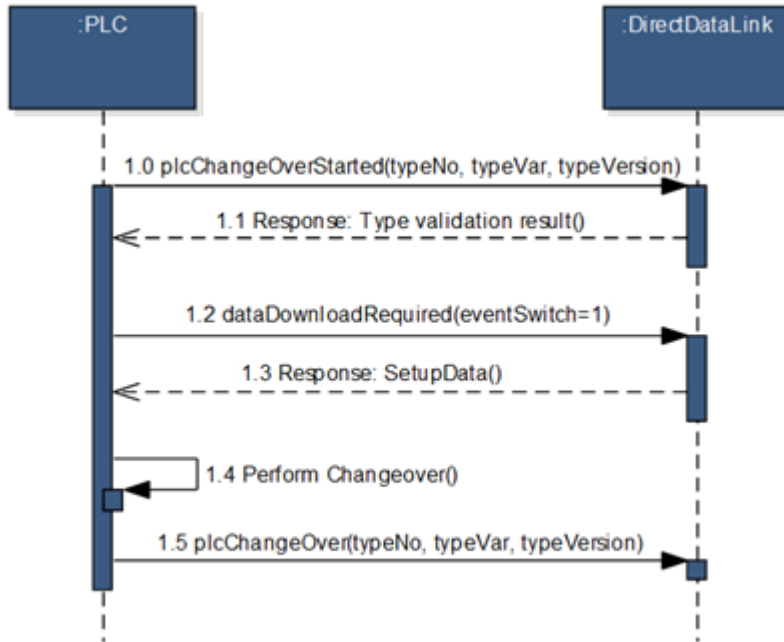 :PLC
:DirectDataLink
1.0 plcChangeOverStarted(typeNo, typeVar, typeVersion)
1.1 Response: Type validation result()
1.2 dataDownloadRequired(eventSwitch=1)
1.3 Response: SetupData()
1.4 Perform Changeover()
1.5 plcChangeOver(typeNo, typeVar, typeVersion)